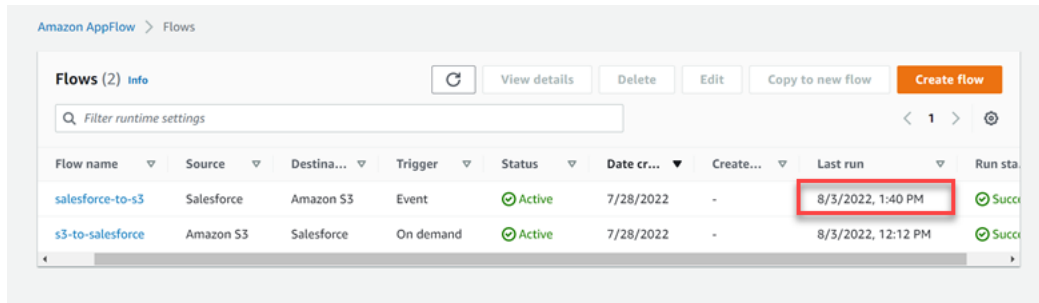 Amazon AppFlow > Flows
Flows (2) Info View details Delete Edit Copy to new flow Create flow
Filter runtime settings < 1 >
Flow name Source Destina... Trigger Status Date cr... Create... Last run Run sta
salesforce-to-s3 Salesforce Amazon S3 Event Active 7/28/2022 - 8/3/2022, 1:40 PM Succ
s3-to-salesforce Amazon S3 Salesforce On demand Active 7/28/2022 - 8/3/2022, 12:12 PM Succ